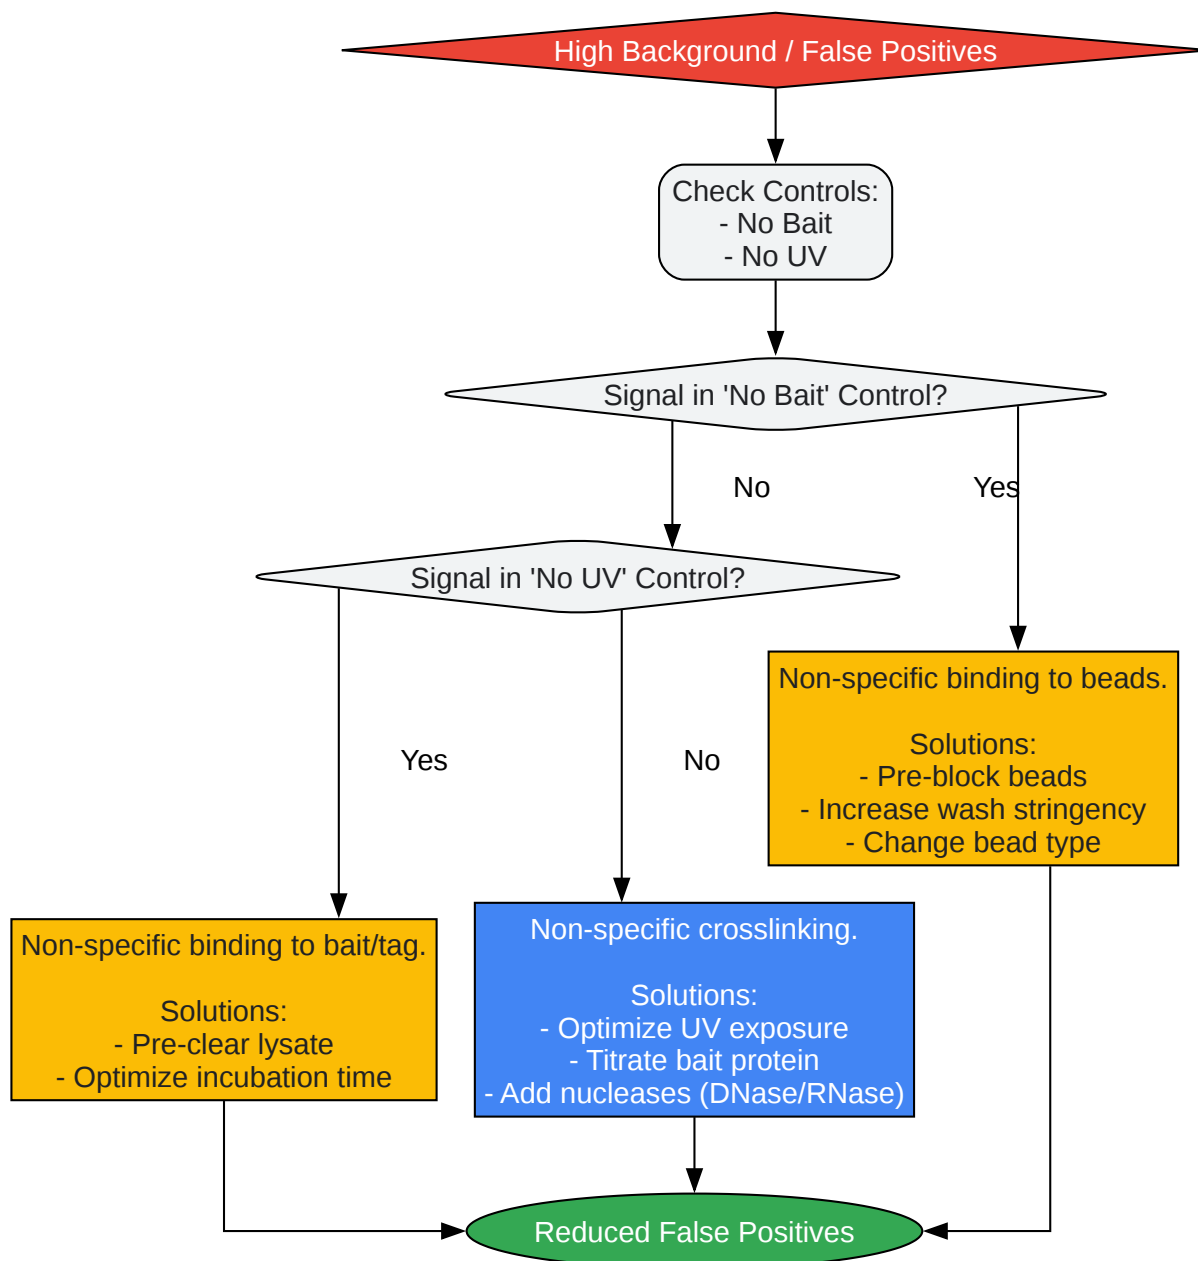 High Background / False Positives
Check Controls:
- No Bait
- No UV
Signal in 'No Bait' Control?
No
Yes
Signal in 'No UV' Control?
Yes
No
Non-specific binding to beads.
Solutions:
- Pre-block beads
- Increase wash stringency
- Change bead type
Non-specific binding to bait/tag.
Solutions:
- Pre-clear lysate
- Optimize incubation time
Non-specific crosslinking.
Solutions:
- Optimize UV exposure
- Titrate bait protein
- Add nucleases (DNase/RNase)
Reduced False Positives